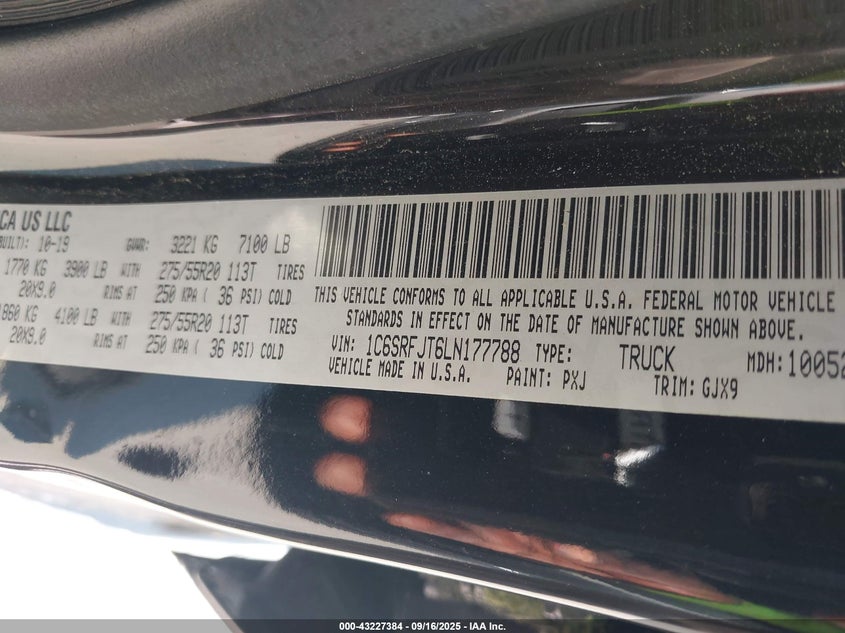 CA US LLC
BUILT): 10-19 GVWR: 3221 KG 7100 LB
1770 KG 3900 LB WITH 275/55R20 113T TIRES
20X9.0 RIMS AT 250 KPA ( 36 PSI) COLD
1860 KG 4100 LB WITH 275/55R20 113T TIRES
20X9.0 RIMS AT 250 KPA ( 36 PSI) COLD
THIS VEHICLE CONFORMS TO ALL APPLICABLE U.S.A. FEDERAL MOTOR VEHICLE
STANDARDS IN EFFECT ON THE DATE OF MANUFACTURE SHOWN ABOVE.
VIN: 1C6SRFJT6LN177788 TYPE: TRUCK MDH: 10052
VEHICLE MADE IN U.S.A. PAINT: PXJ TRIM: GJX9
000-43227384 - 09/16/2025 - IAA Inc.